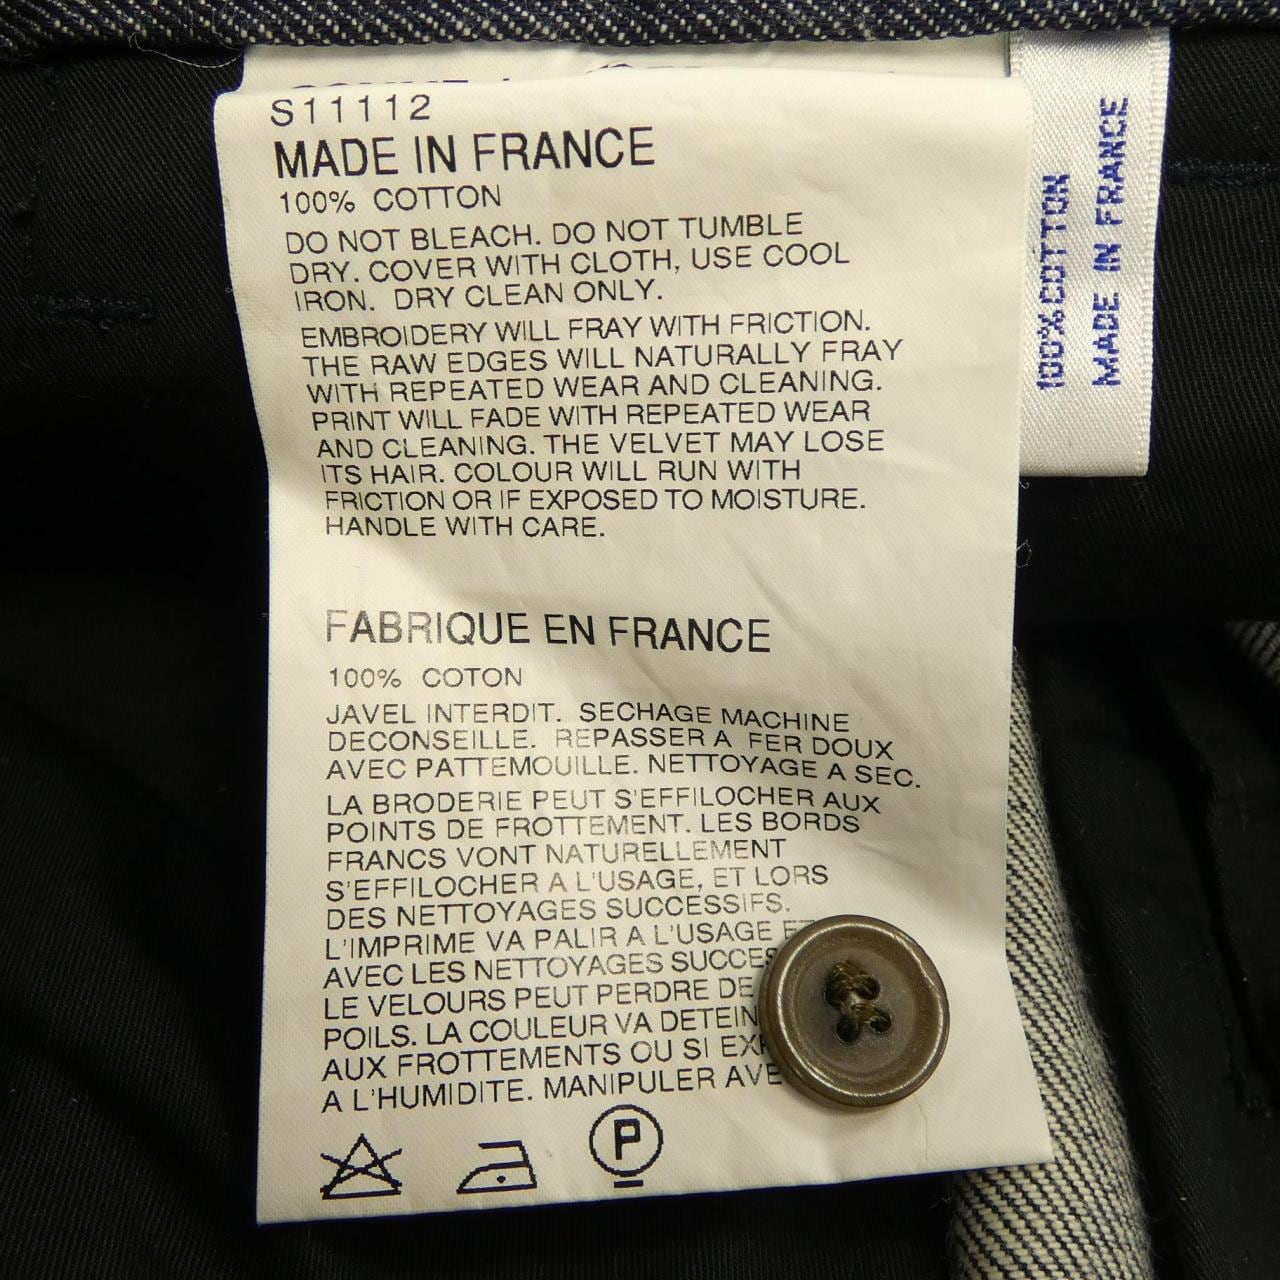 S11112
MADE IN FRANCE
100% COTTON
DO NOT BLEACH. DO NOT TUMBLE
DRY. COVER WITH CLOTH, USE COOL
IRON. DRY CLEAN ONLY.
EMBROIDERY WILL FRAY WITH FRICTION.
THE RAW EDGES WILL NATURALLY FRAY
WITH REPEATED WEAR AND CLEANING.
PRINT WILL FADE WITH REPEATED WEAR
AND CLEANING. THE VELVET MAY LOSE
ITS HAIR. COLOUR WILL RUN WITH
FRICTION OR IF EXPOSED TO MOISTURE.
HANDLE WITH CARE.
FABRIQUE EN FRANCE
100% COTON
JAVEL INTERDIT. SECHAGE MACHINE
DECONSEILLE. REPASSER A FER DOUX
AVEC PATTEMOUILLE. NETTOYAGE A SEC.
LA BRODERIE PEUT S'EFFILOCHER AUX
POINTS DE FROTTEMENT. LES BORDS
FRANCS VONT NATURELLEMENT
S'EFFILOCHER A L'USAGE, ET LORS
DES NETTOYAGES SUCCESSIFS.
L'IMPRIME VA PALIR A L'USAGE
AVEC LES NETTOYAGES
LE VELOURS PEUT PERDRE DE
POILS. LA COULEUR VA
AUX FROTTEMENTS OU SI
A L'HUMIDITE. MANIPULER
P
100% COTTON
MADE IN FRANCE